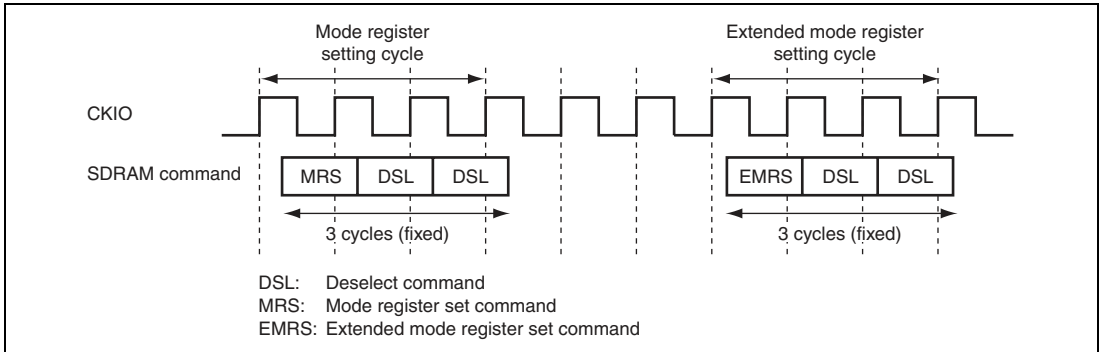 Mode register
setting cycle
Extended mode register
setting cycle
CKIO
SDRAM command
MRS DSL DSL
EMRS DSL DSL
3 cycles (fixed)
3 cycles (fixed)
DSL: Deselect command
MRS: Mode register set command
EMRS: Extended mode register set command